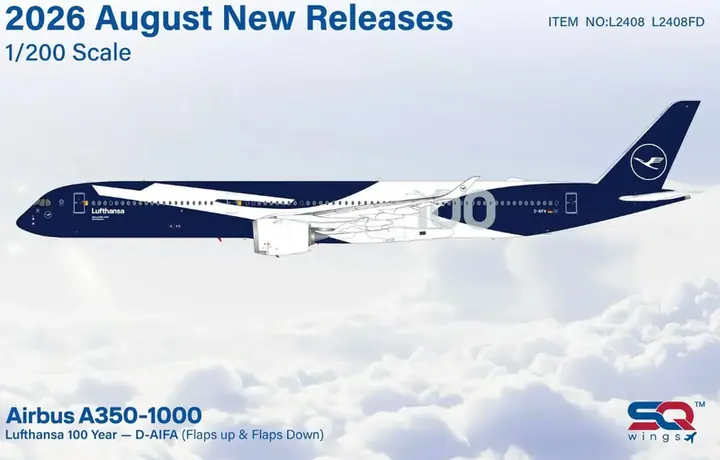 2026 August New Releases
ITEM NO:L2408 L2408FD
1/200 Scale
Lufthansa
100
D-AIFA
Airbus A350-1000
Lufthansa 100 Year — D-AIFA (Flaps up & Flaps Down)
SQ™
wings